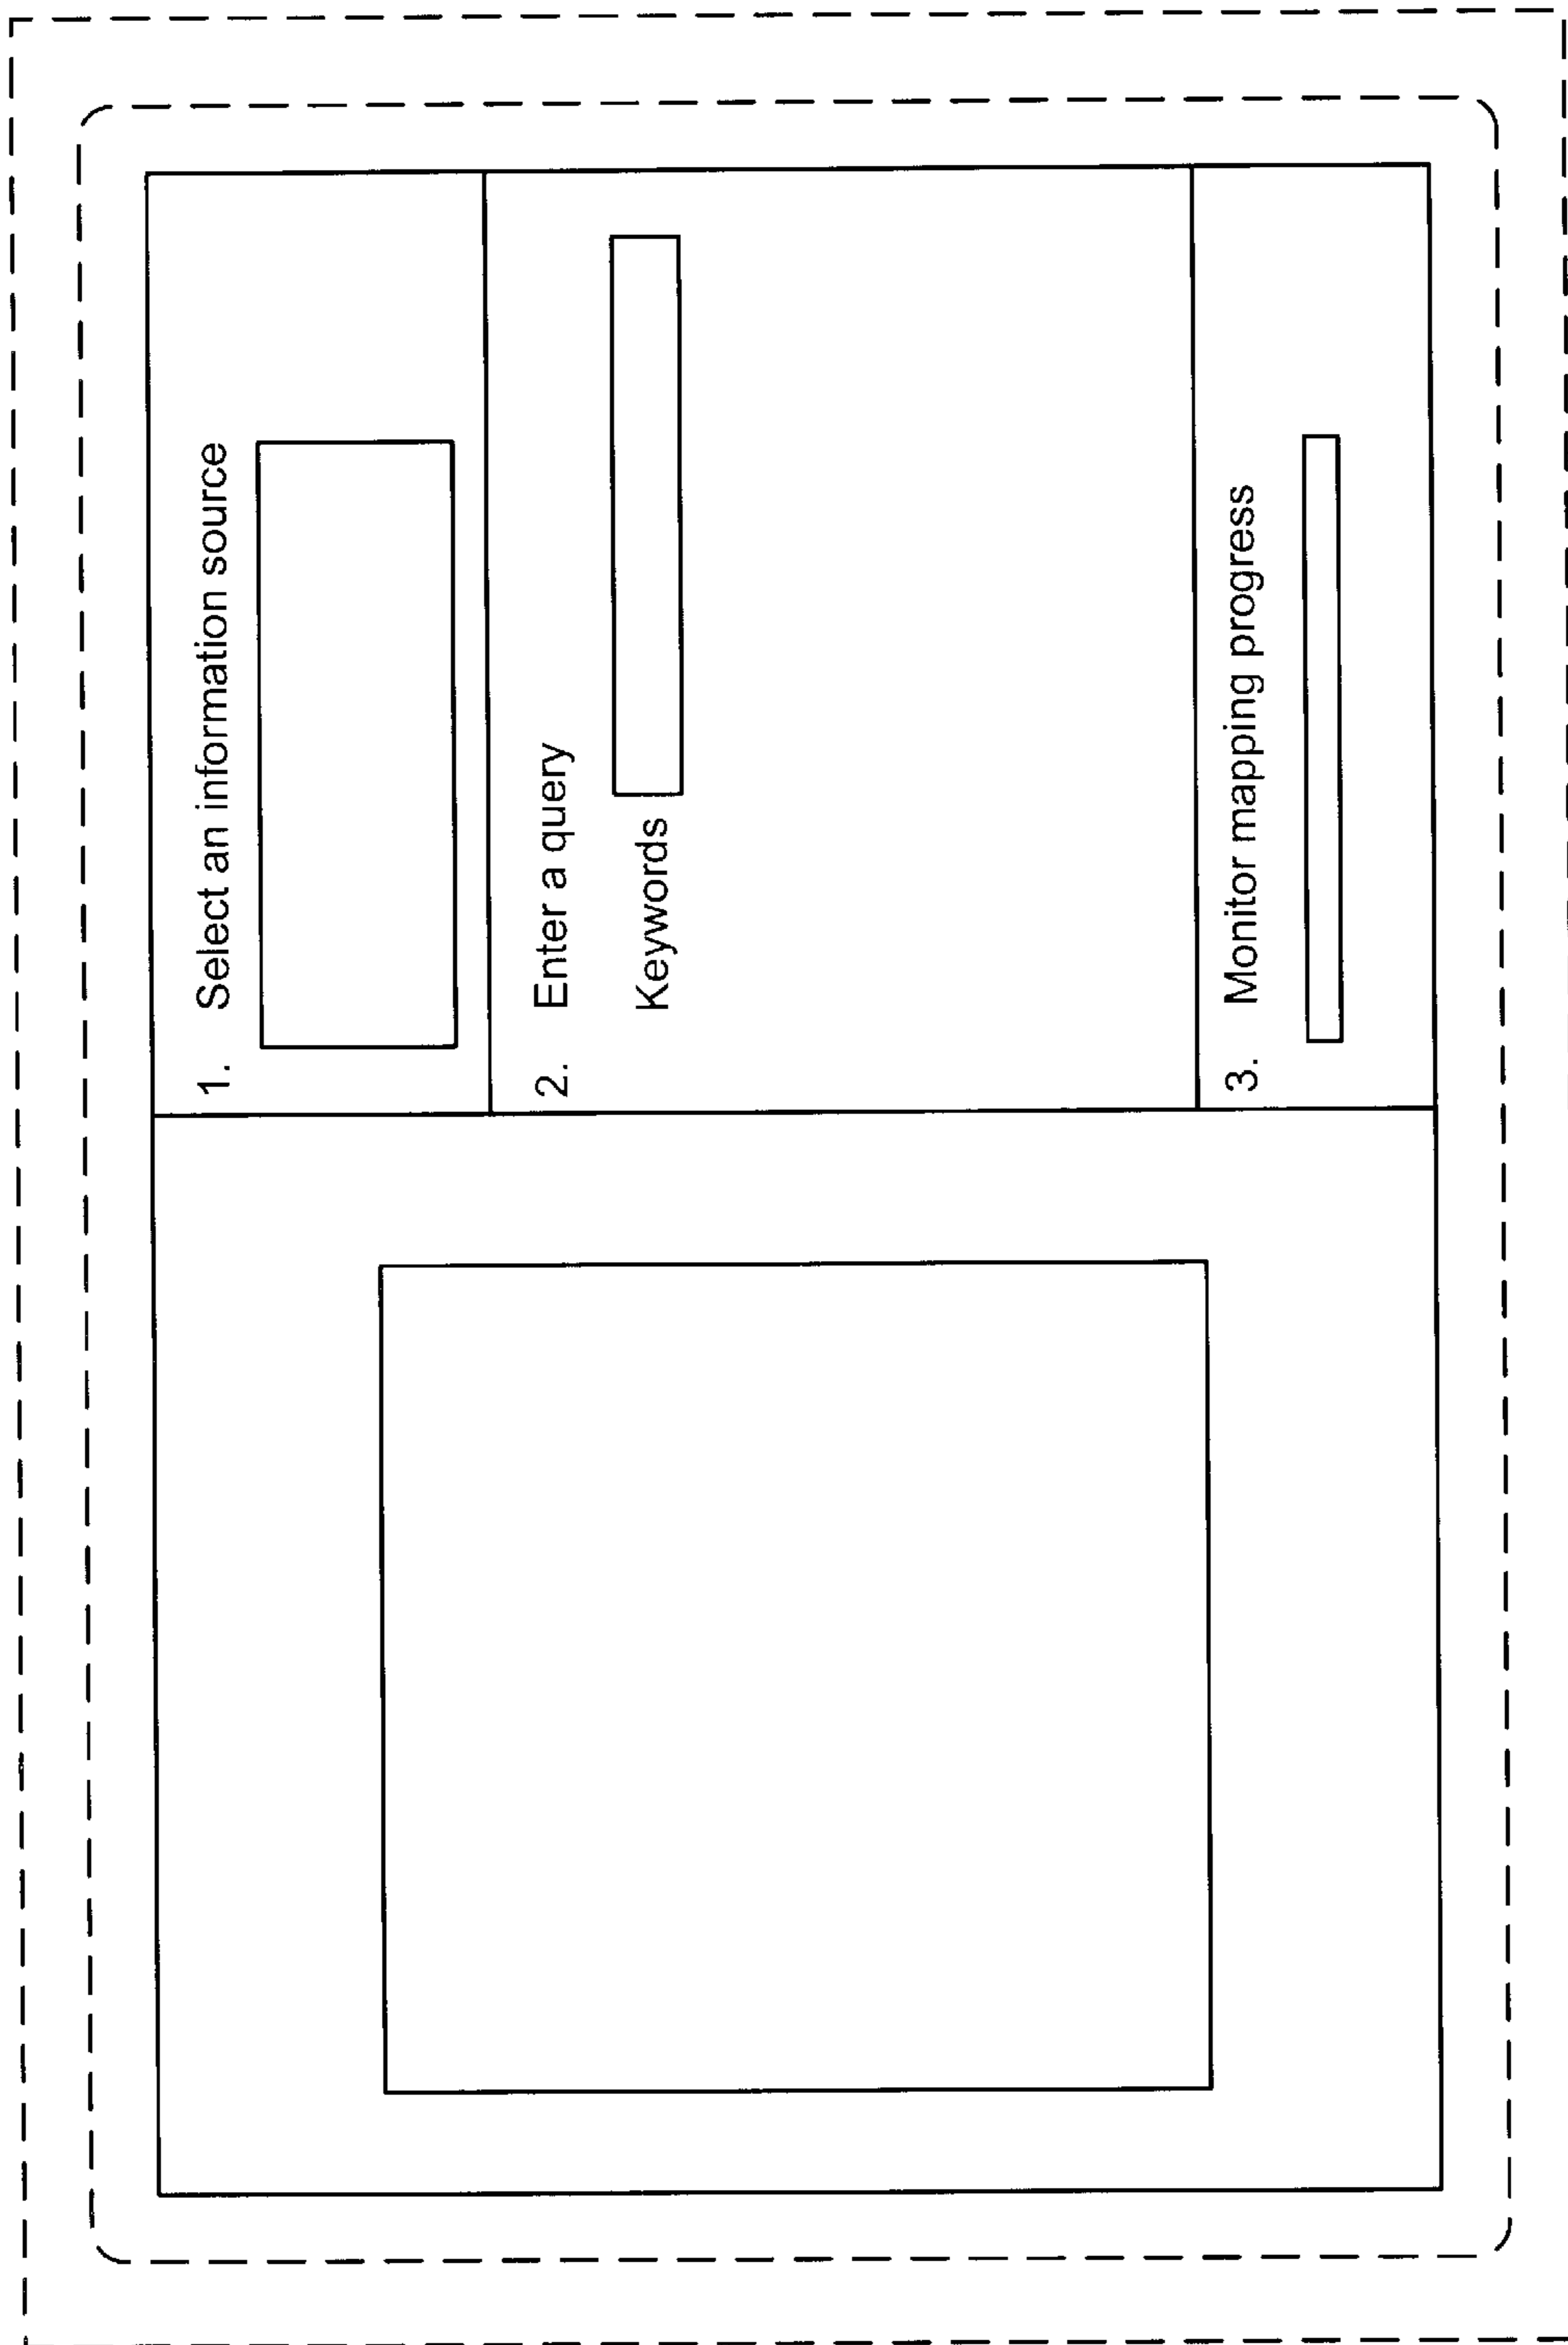 1. Select an information source
2. Enter a query
Keywords
3. Monitor mapping progress